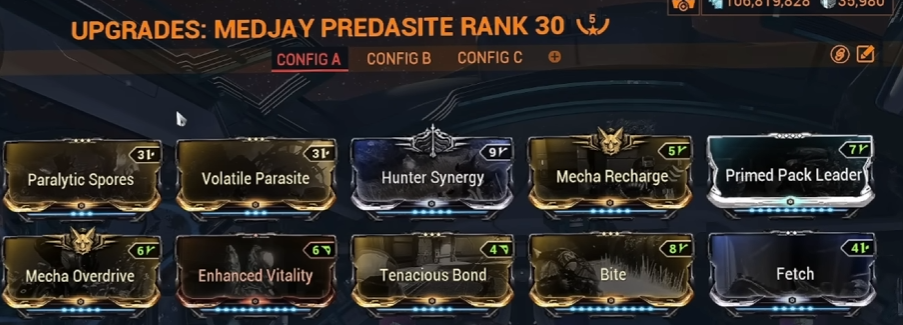 106,819,828 35,980
UPGRADES: MEDJAY PREDASITE RANK 30 5
CONFIG A CONFIG B CONFIG C
31 31 9 5 7
Paralytic Spores Volatile Parasite Hunter Synergy Mecha Recharge Primed Pack Leader
6 6 4 8 41
Mecha Overdrive Enhanced Vitality Tenacious Bond Bite Fetch